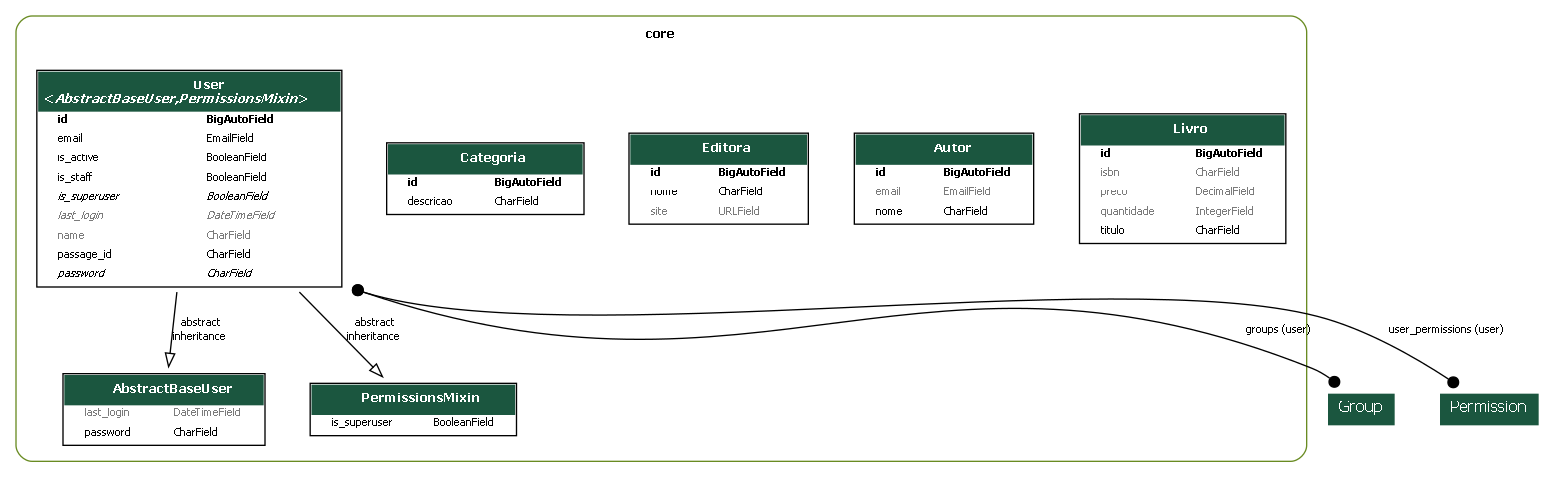 core
User
<AbstractBaseUser,PermissionsMixin>
id BigAutoField
email EmailField
is_active BooleanField
is_staff BooleanField
is_superuser BooleanField
last_login DateTimeField
name CharField
passage_id CharField
password CharField
Categoria
id BigAutoField
descricao CharField
Editora
id BigAutoField
nome CharField
site URLField
Autor
id BigAutoField
email EmailField
nome CharField
Livro
id BigAutoField
isbn CharField
preco DecimalField
quantidade IntegerField
titulo CharField
abstract
inheritance
abstract
inheritance
groups (user)
user_permissions (user)
AbstractBaseUser
last_login DateTimeField
password CharField
PermissionsMixin
is_superuser BooleanField
Group
Permission